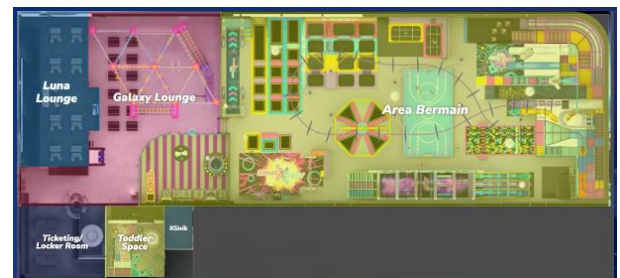 Luna
Lounge
Galaxy Lounge
Area Bermain
Ticketing/
Locker Room
Toddler
Space
Klinik